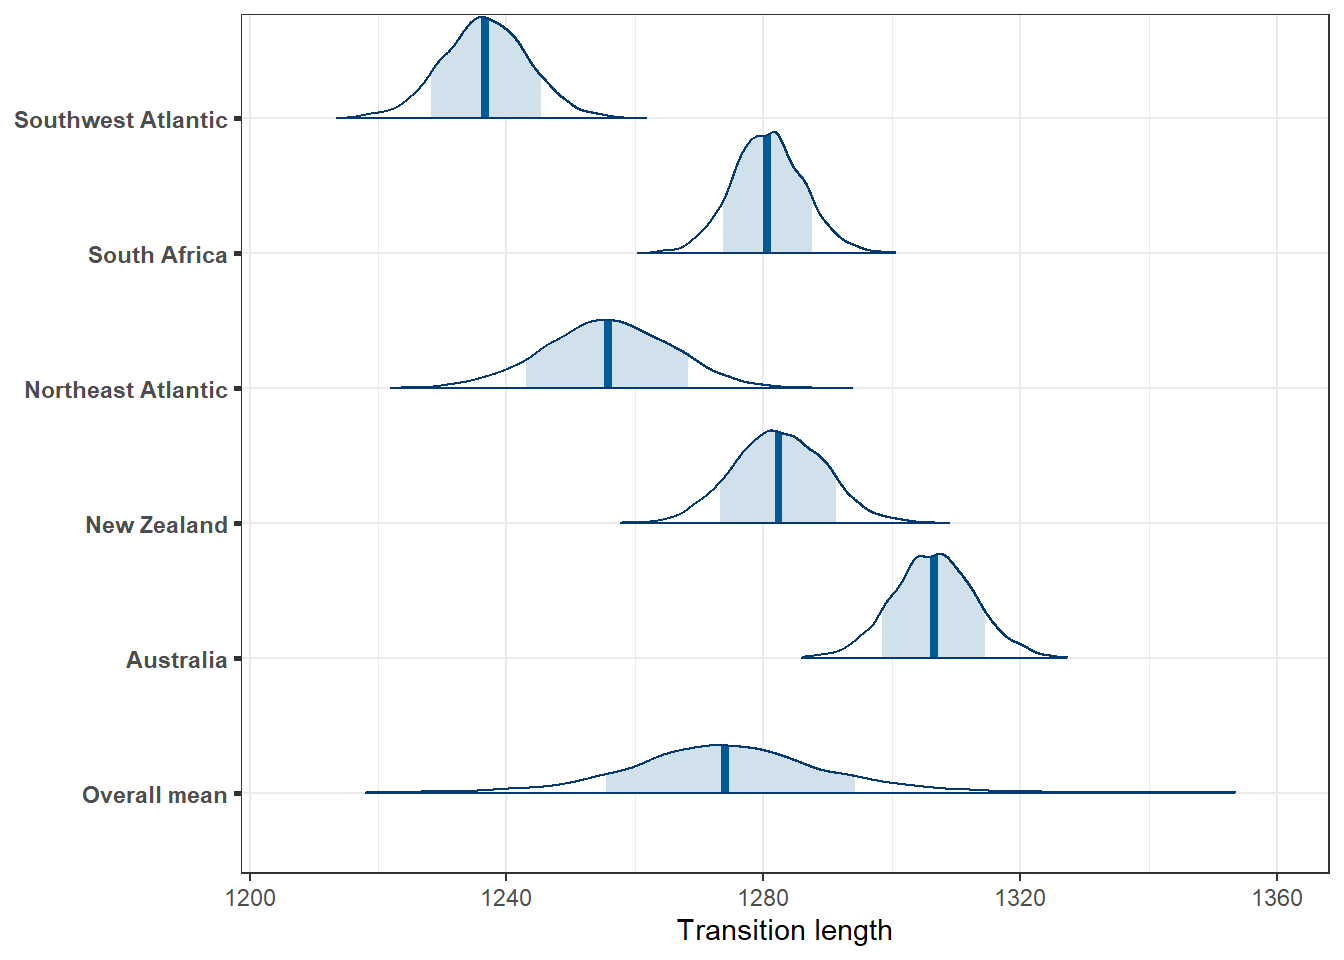 Southwest Atlantic
South Africa
Northeast Atlantic
New Zealand
Australia
Overall mean
1200 1240 1280 1320 1360
Transition length